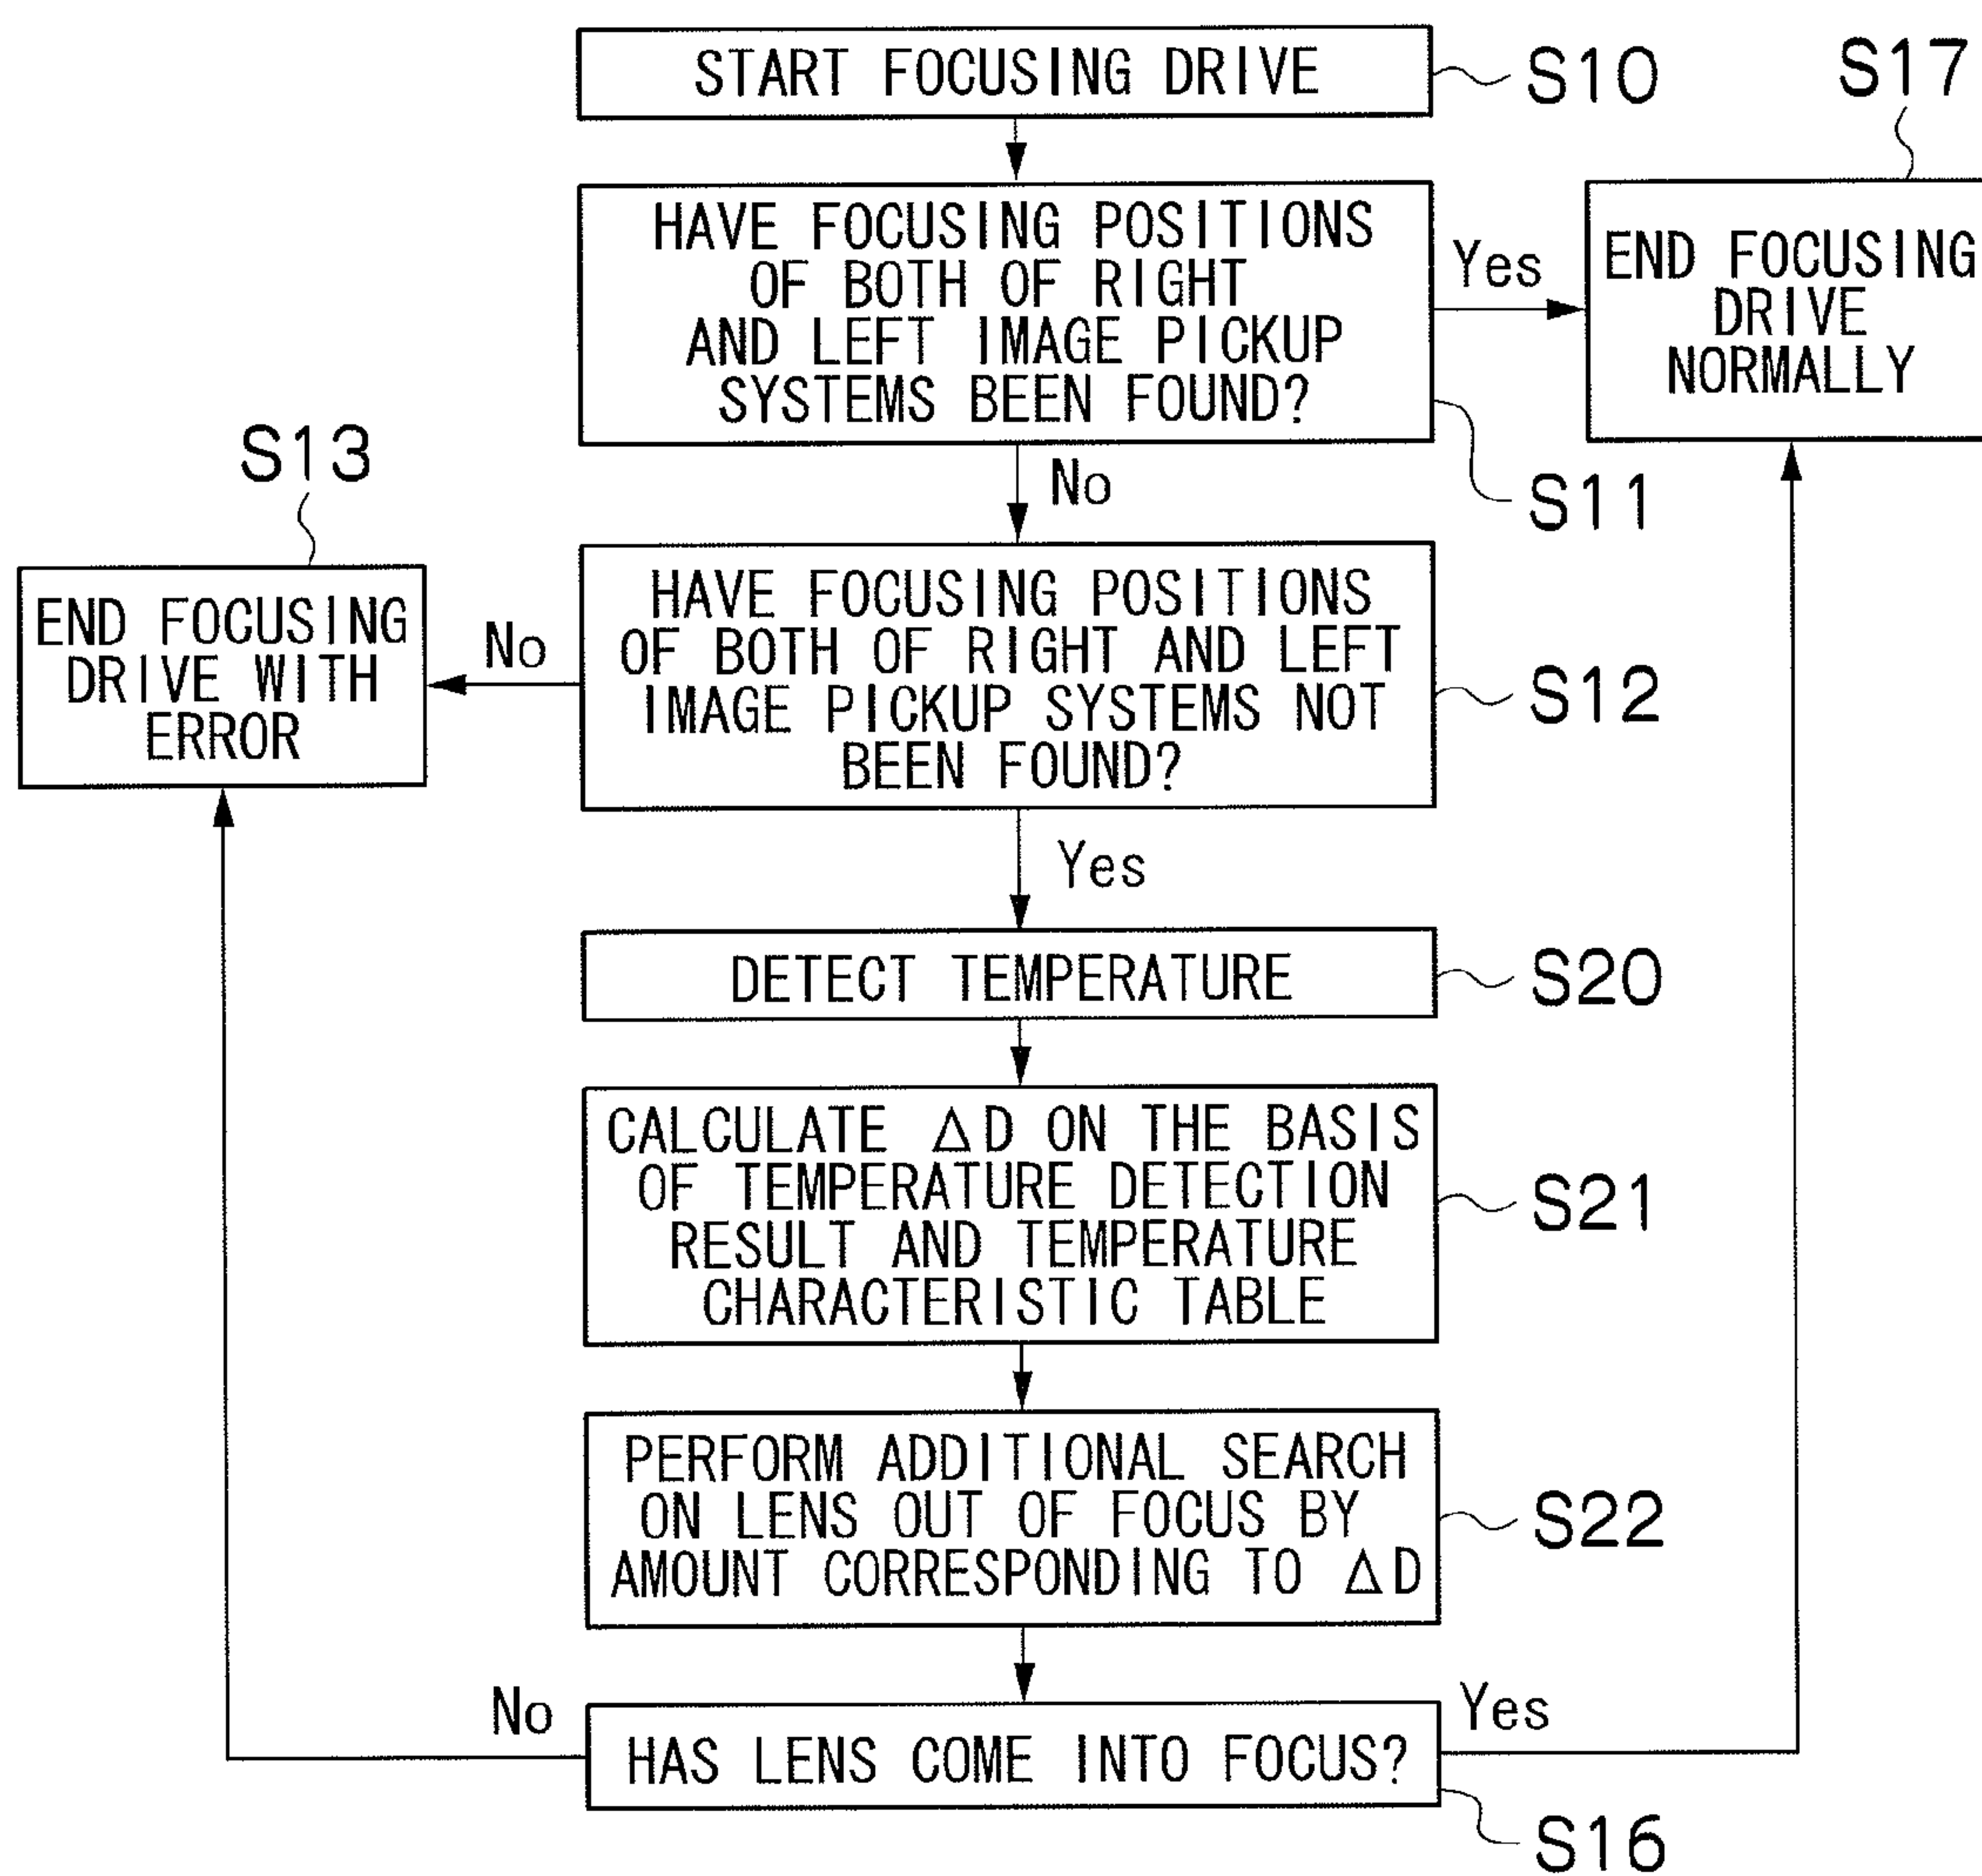 START FOCUSING DRIVE
S10
S17
HAVE FOCUSING POSITIONS
OF BOTH OF RIGHT
AND LEFT IMAGE PICKUP
SYSTEMS BEEN FOUND?
Yes
END FOCUSING
DRIVE
NORMALLY
S11
No
S13
END FOCUSING
DRIVE WITH
ERROR
No
HAVE FOCUSING POSITIONS
OF BOTH OF RIGHT AND LEFT
IMAGE PICKUP SYSTEMS NOT
BEEN FOUND?
S12
Yes
DETECT TEMPERATURE
S20
CALCULATE △D ON THE BASIS
OF TEMPERATURE DETECTION
RESULT AND TEMPERATURE
CHARACTERISTIC TABLE
S21
PERFORM ADDITIONAL SEARCH
ON LENS OUT OF FOCUS BY
AMOUNT CORRESPONDING TO △D
S22
No
HAS LENS COME INTO FOCUS?
Yes
S16